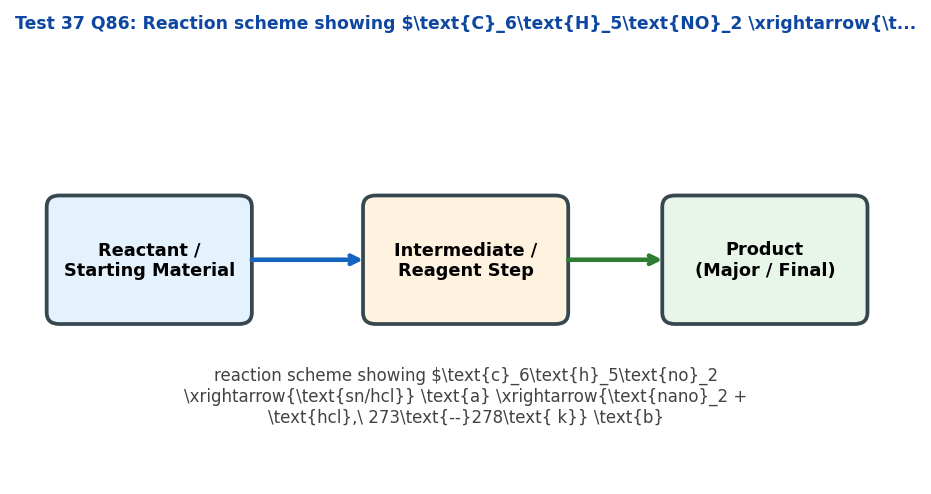 Test 37 Q86: Reaction scheme showing $\text{C}_6\text{H}_5\text{NO}_2 \xrightarrow{\t...
Reactant /
Starting Material
Intermediate /
Reagent Step
Product
(Major / Final)
reaction scheme showing $\text{c}_6\text{h}_5\text{no}_2
\xrightarrow{\text{sn/hcl}} \text{a} \xrightarrow{\text{nano}_2 +
\text{hcl},\ 273\text{--}278\text{ k}} \text{b}